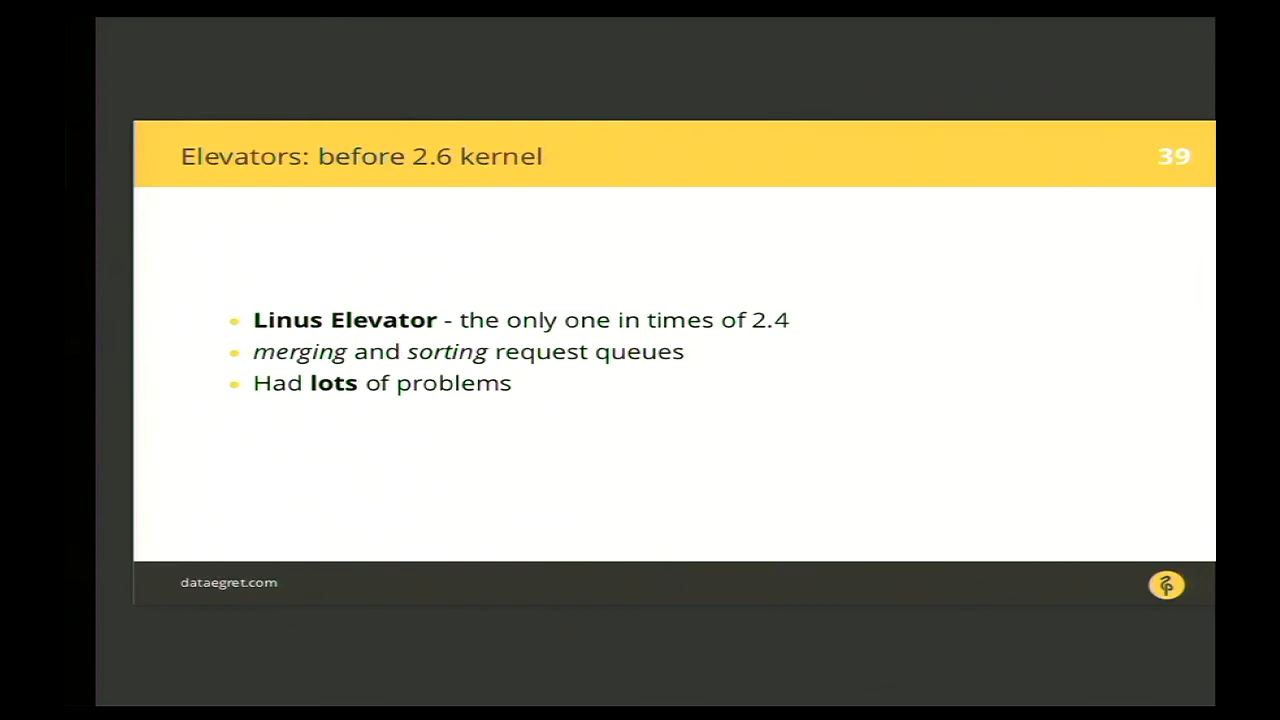 Elevators: before 2.6 kernel
39
Linus Elevator - the only one in times of 2.4
merging and sorting request queues
Had lots of problems
dataegret.com